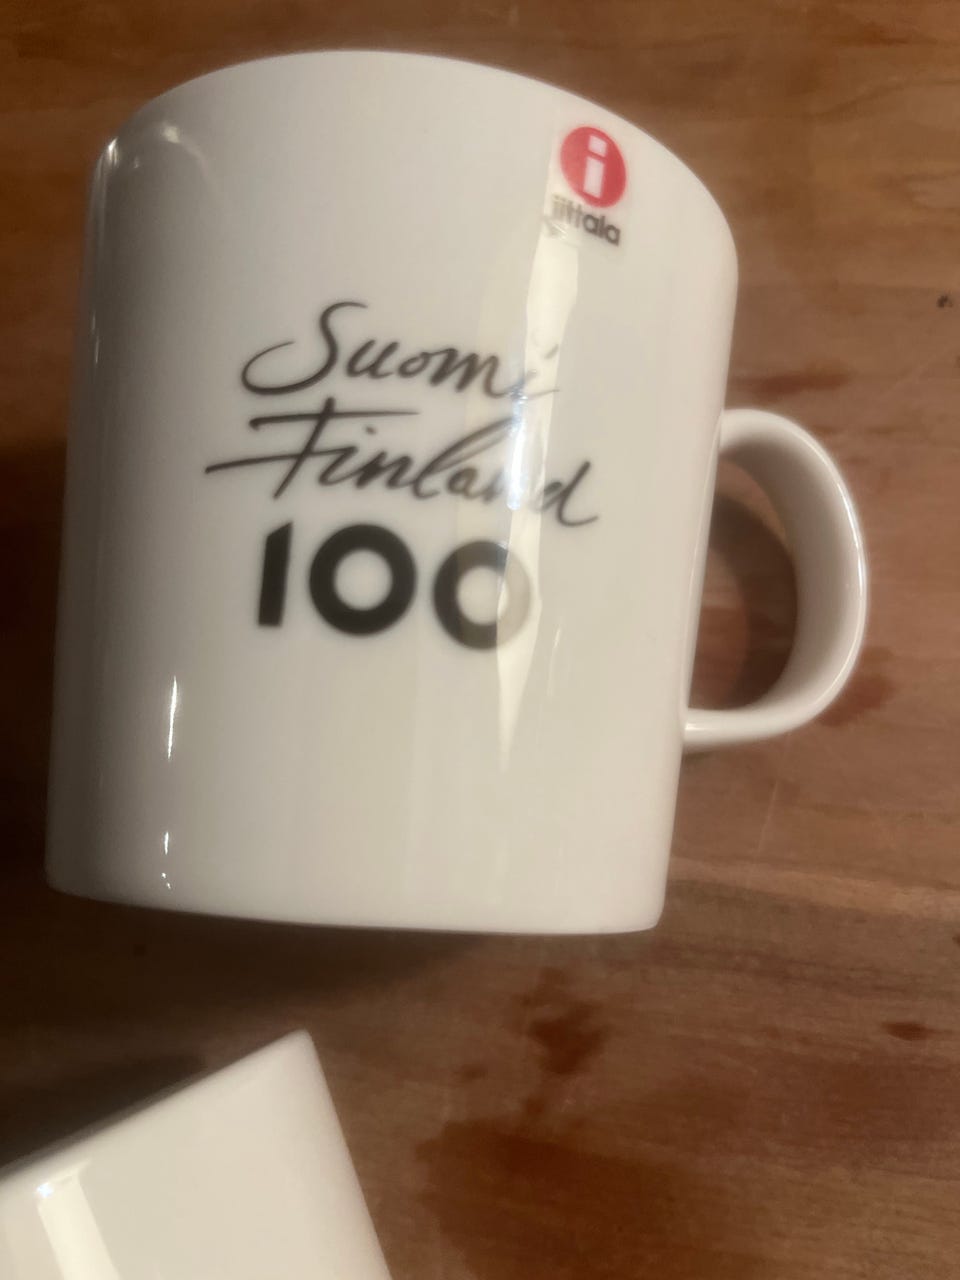 i
iittala
Suomi
Finland
100